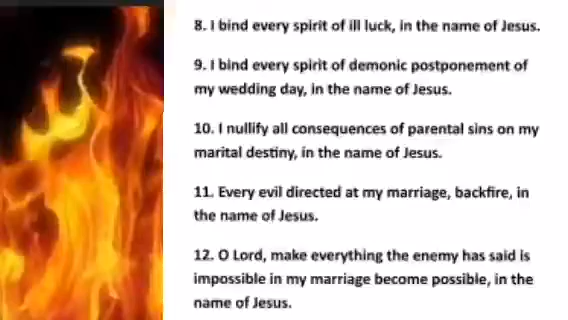 8. I bind every spirit of ill luck, in the name of Jesus.
9. I bind every spirit of demonic postponement of
my wedding day, in the name of Jesus.
10. I nullify all consequences of parental sins on my
marital destiny, in the name of Jesus.
11. Every evil directed at my marriage, backfire, in
the name of Jesus.
12. O Lord, make everything the enemy has said is
impossible in my marriage become possible, in the
name of Jesus.